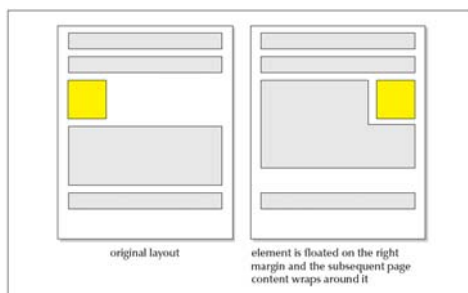 original layout
element is floated on the right
margin and the subsequent page
content wraps around it